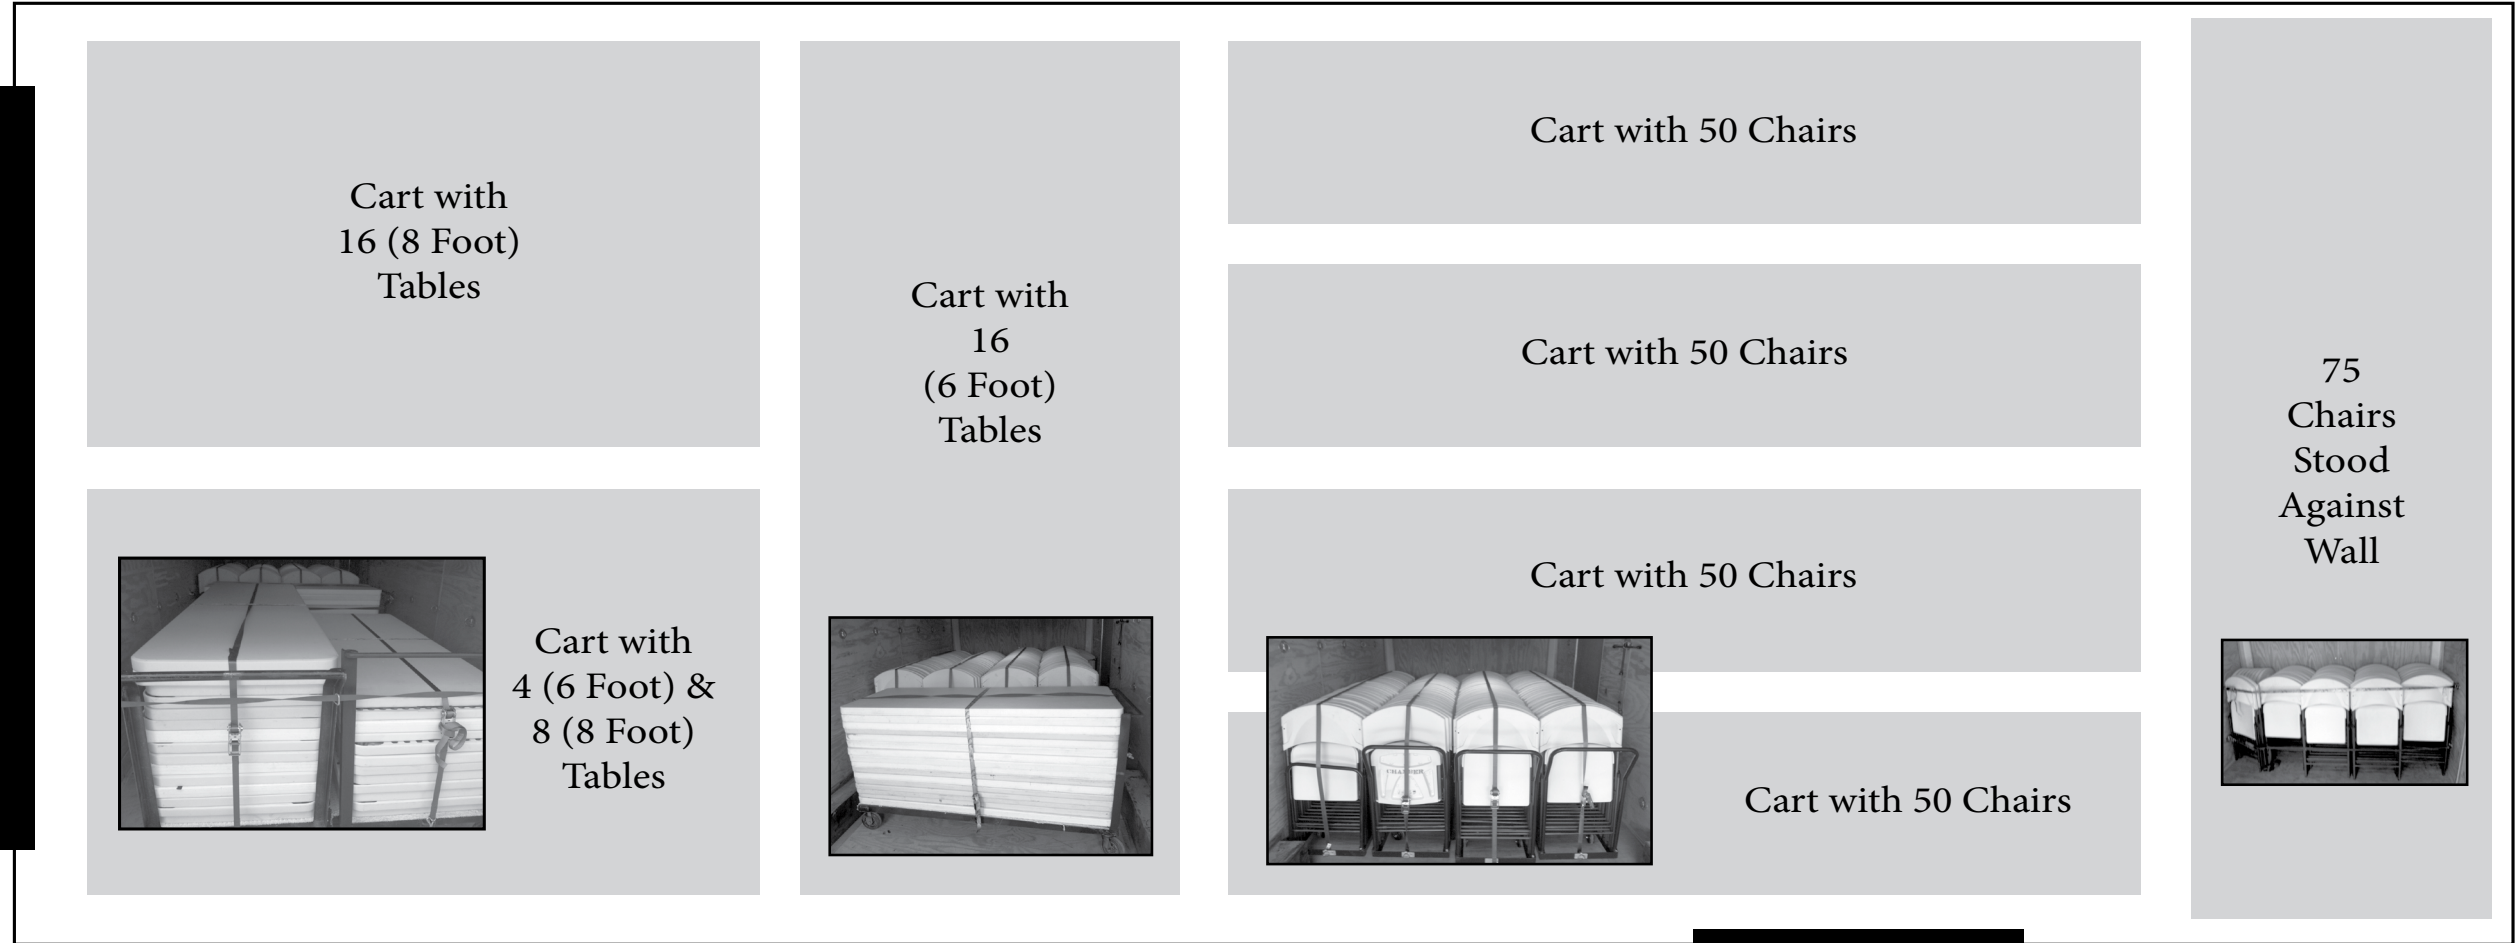 Cart with
16 (8 Foot)
Tables
Cart with
4 (6 Foot) &
8 (8 Foot)
Tables
Cart with
16
(6 Foot)
Tables
Cart with 50 Chairs
Cart with 50 Chairs
Cart with 50 Chairs
Cart with 50 Chairs
75
Chairs
Stood
Against
Wall